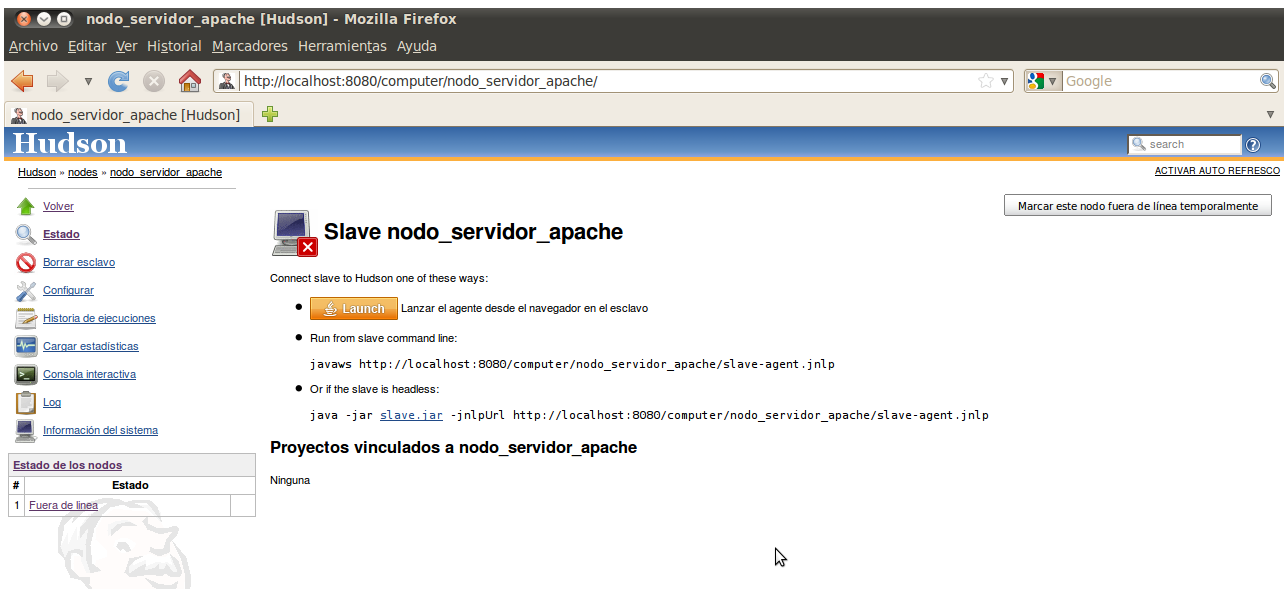 nodo_servidor_apache [Hudson] - Mozilla Firefox
Archivo Editar Ver Historial Marcadores Herramientas Ayuda
http://localhost:8080/computer/nodo_servidor_apache/
Google
nodo_servidor_apache [Hudson]
Hudson
search
Hudson » nodes » nodo_servidor_apache
ACTIVAR AUTO REFRESCO
Volver
Estado
Borrar esclavo
Configurar
Historia de ejecuciones
Cargar estadísticas
Consola interactiva
Log
Información del sistema
Estado de los nodos
# Estado
1 Fuera de linea
Marcar este nodo fuera de línea temporalmente
Slave nodo_servidor_apache
Connect slave to Hudson one of these ways:
Launch Lanzar el agente desde el navegador en el esclavo
Run from slave command line:
javaws http://localhost:8080/computer/nodo_servidor_apache/slave-agent.jnlp
Or if the slave is headless:
java -jar slave.jar -jnlpUrl http://localhost:8080/computer/nodo_servidor_apache/slave-agent.jnlp
Proyectos vinculados a nodo_servidor_apache
Ninguna